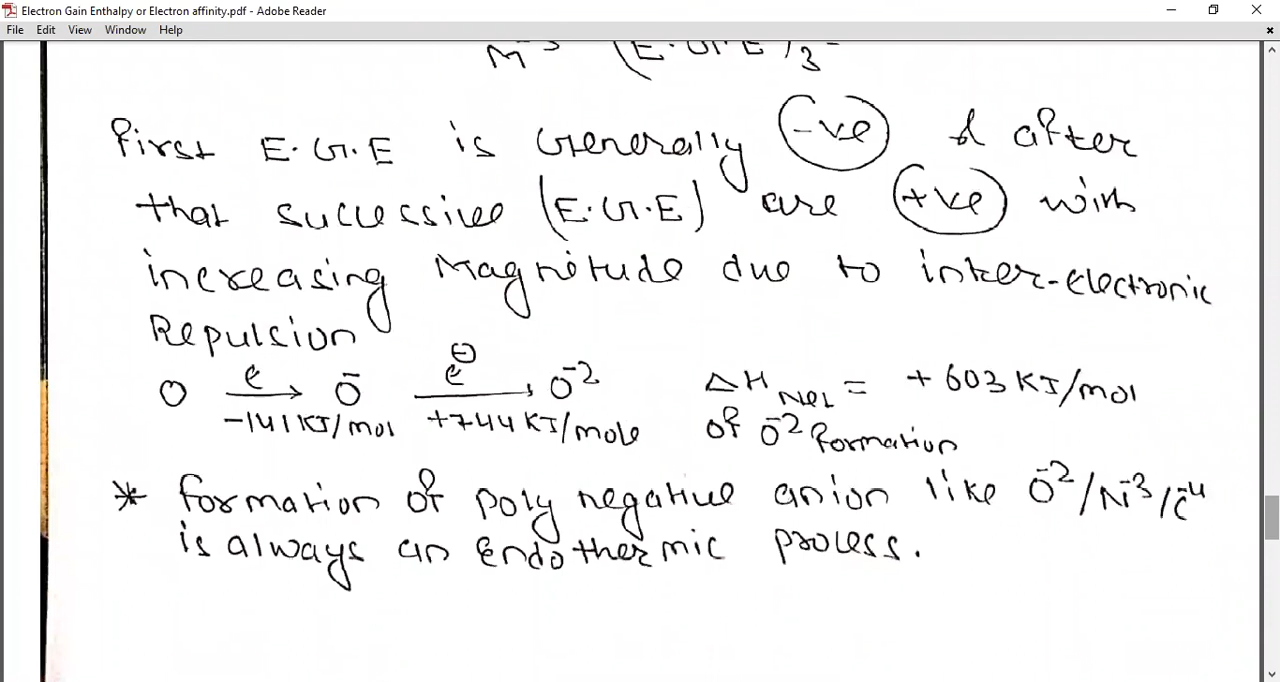 Electron Gain Enthalpy or Electron affinity.pdf - Adobe Reader
File Edit View Window Help
M⁻³ (E.G.E)₃
First E.G.E is Generally -ve & after
that successive (E.G.E) are +ve with
increasing Magnitude due to inter-electronic
Repulsion
O —e→ O⁻ —e⊖→ O⁻² ΔH Net = + 603 KJ/mol
-141 KJ/mol +744 KJ/mole of O⁻² formation
* formation of poly negative anion like O⁻²/N⁻³/C⁻⁴
is always an Endothermic process.